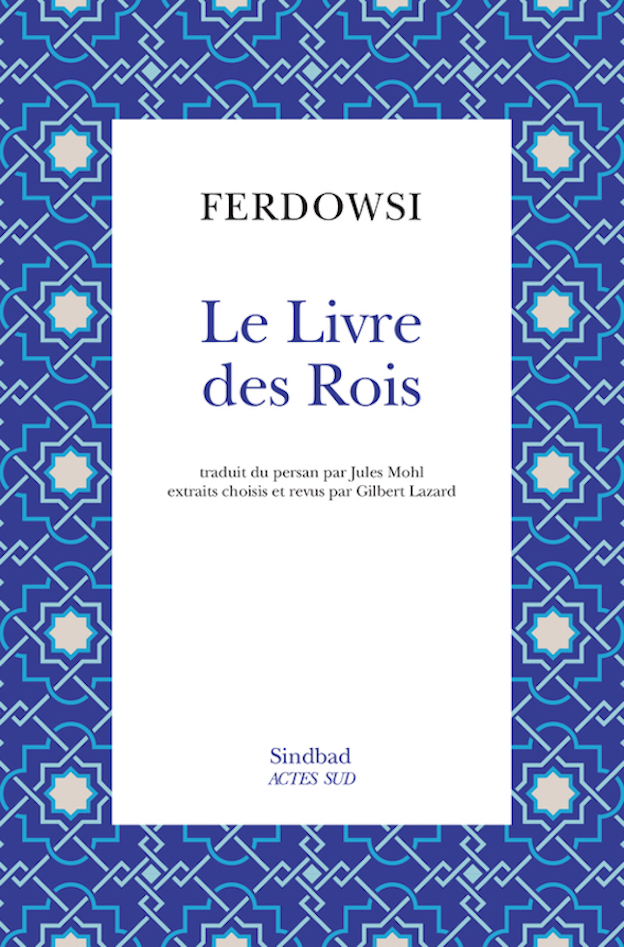 FERDOWSI
Le Livre
des Rois
traduit du persan par Jules Mohl
extraits choisis et revus par Gilbert Lazard
Sindbad
ACTES SUD